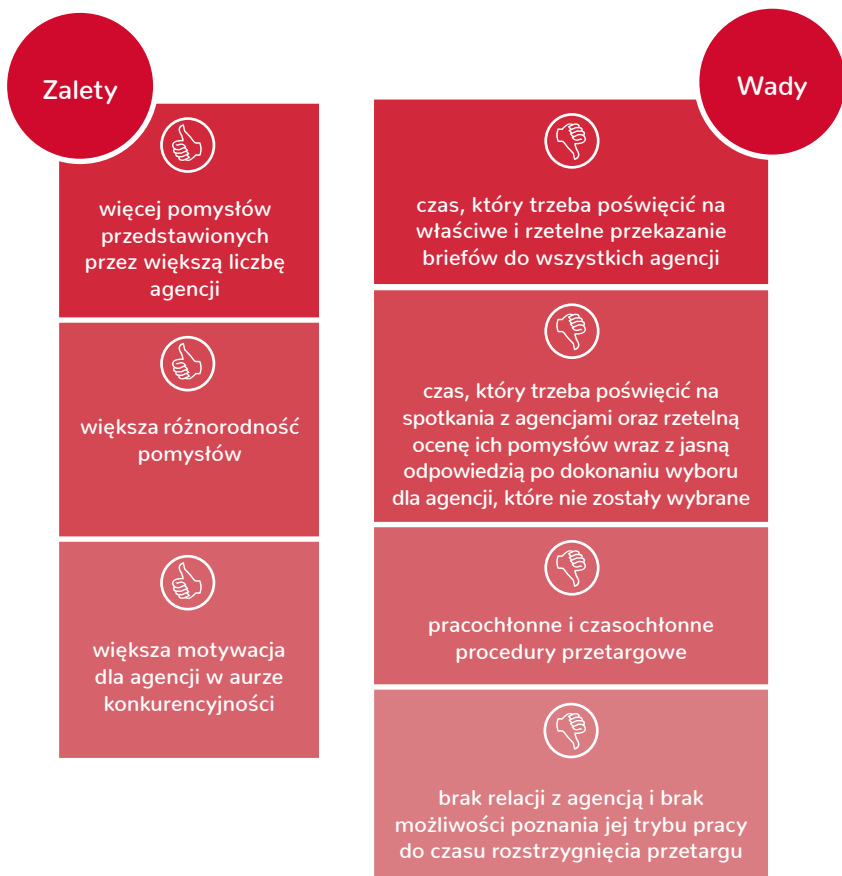 Zalety
więcej pomysłów
przedstawionych
przez większą liczbę
agencji
większa różnorodność
pomysłów
większa motywacja
dla agencji w aurze
konkurencyjności
Wady
czas, który trzeba poświęcić na
właściwe i rzetelne przekazanie
briefów do wszystkich agencji
czas, który trzeba poświęcić na
spotkania z agencjami oraz rzetelną
ocenę ich pomysłów wraz z jasną
odpowiedzią po dokonaniu wyboru
dla agencji, które nie zostały wybrane
pracochłonne i czasochłonne
procedury przetargowe
brak relacji z agencją i brak
możliwości poznania jej trybu pracy
do czasu rozstrzygnięcia przetargu